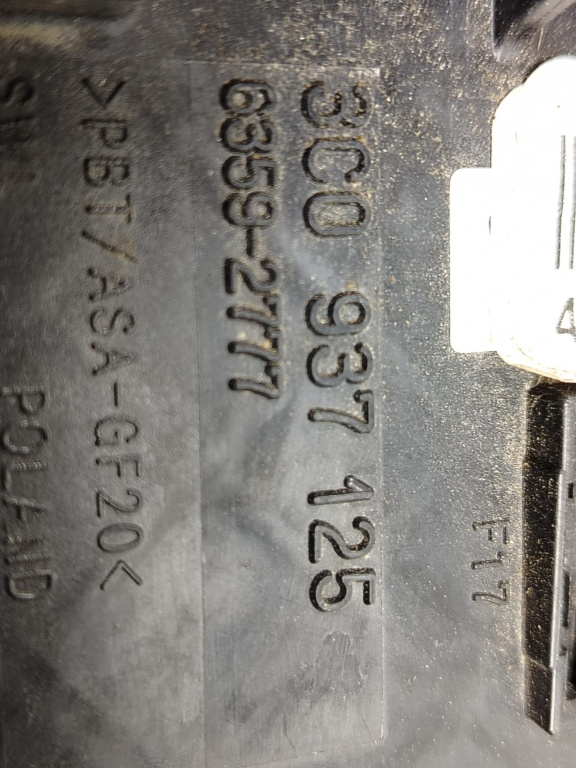 F17
3C0 937 125
6359-2777
>PBT/ASA-GF20<
POLAND